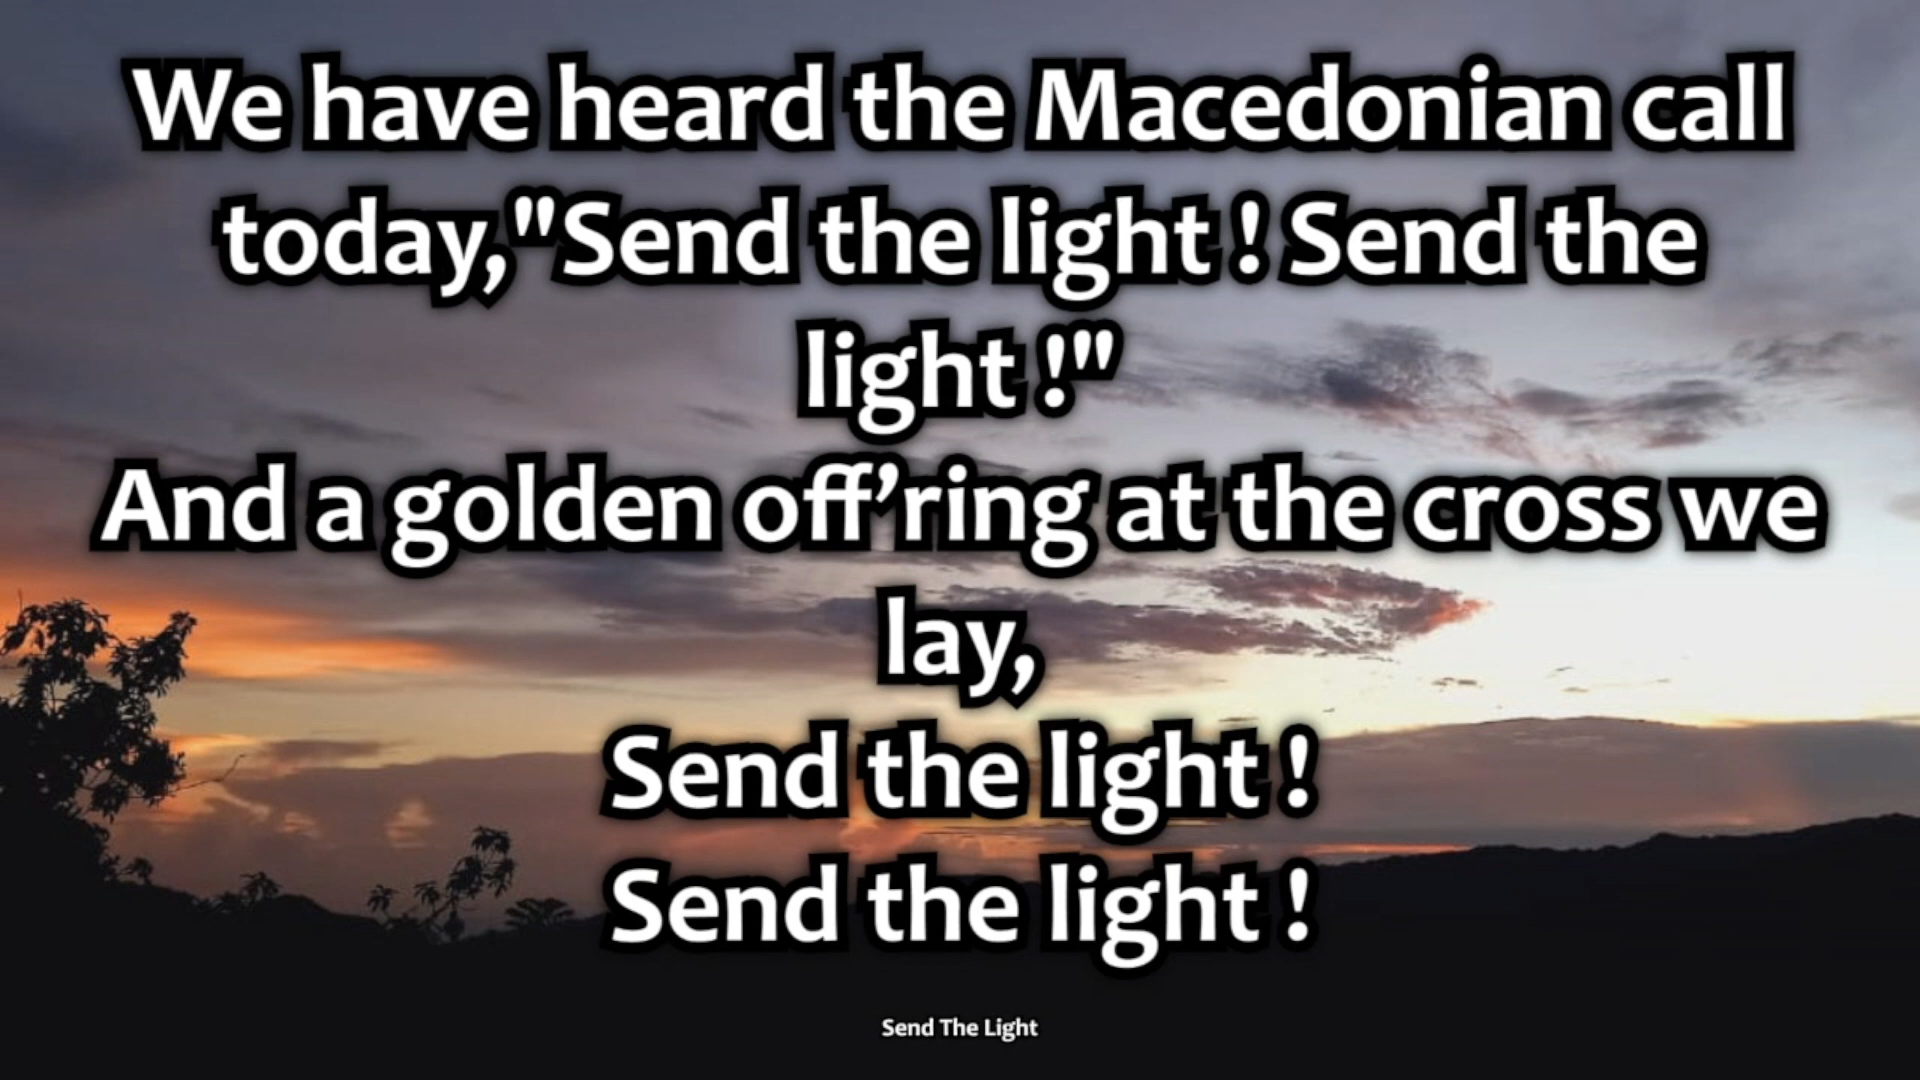 We have heard the Macedonian call
today,"Send the light ! Send the
light !"
And a golden off’ring at the cross we
lay,
Send the light !
Send the light !
Send The Light